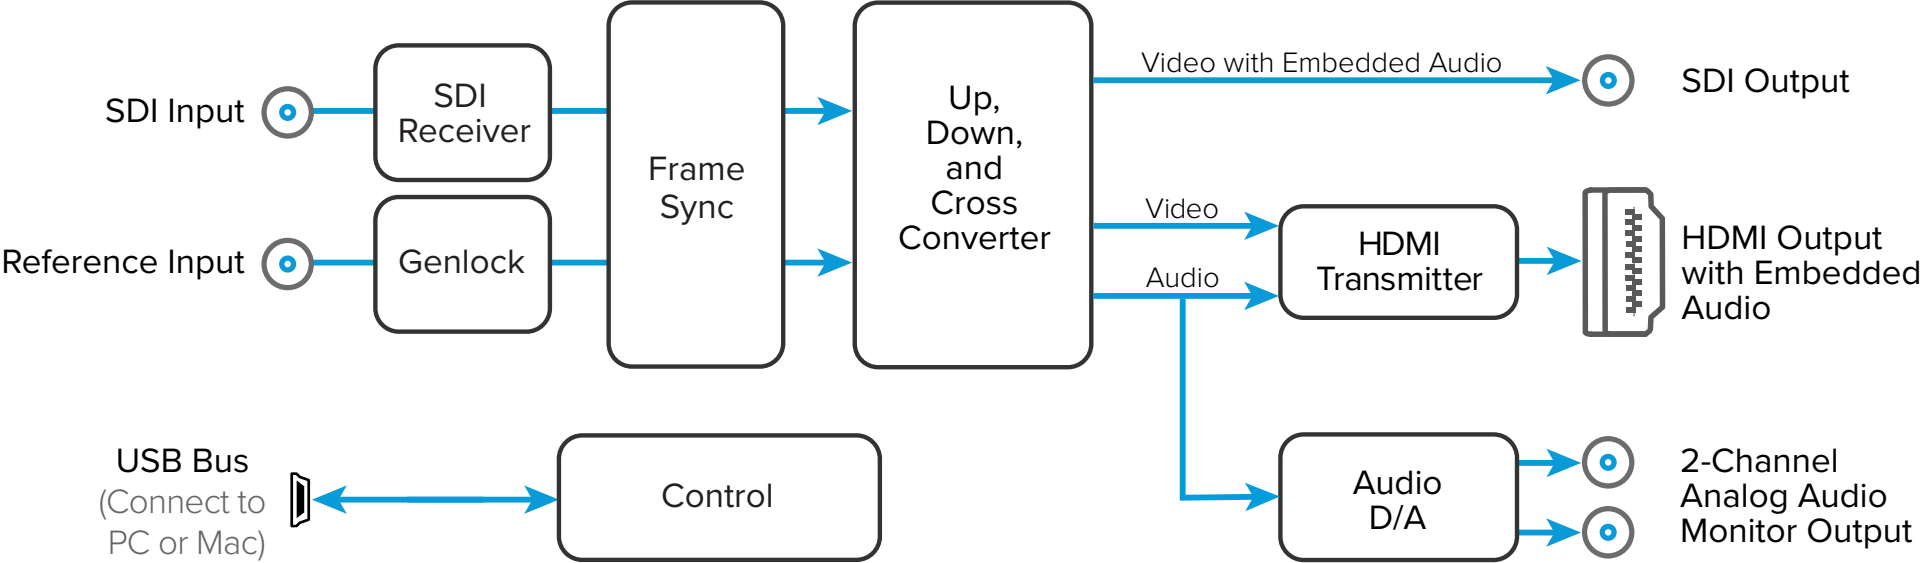 SDI Input
SDI
Receiver
Reference Input
Genlock
Frame
Sync
Up,
Down,
and
Cross
Converter
Video with Embedded Audio
SDI Output
Video
Audio
HDMI
Transmitter
HDMI Output
with Embedded
Audio
USB Bus
(Connect to
PC or Mac)
Control
Audio
D/A
2-Channel
Analog Audio
Monitor Output